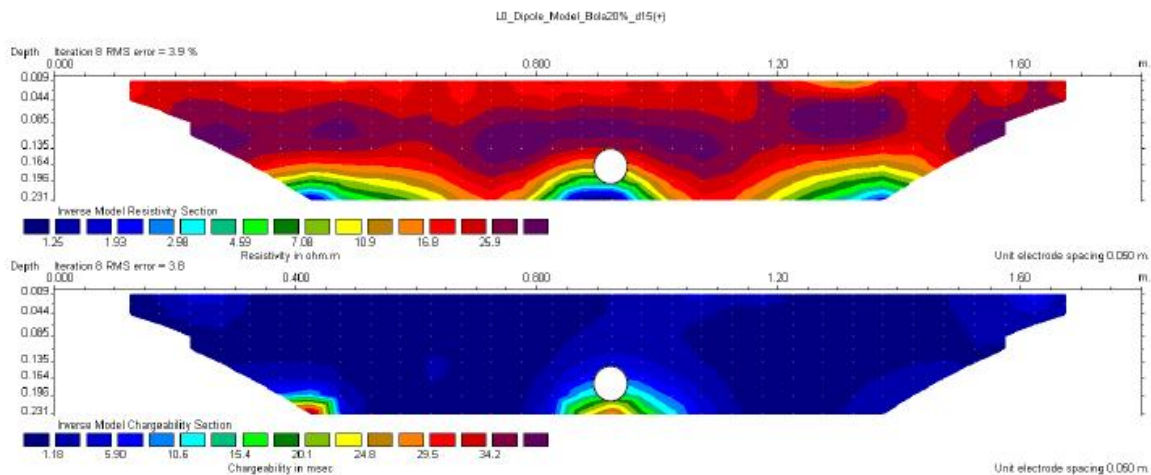 L0_Dipole_Model_Bola20%_d15(+)
Depth Iteration 8 RMS error = 3.9 %
0.000 0.800 1.20 1.60 m.
0.009
0.044
0.085
0.135
0.164
0.196
0.231
Inverse Model Resistivity Section
1.25 1.93 2.98 4.59 7.08 10.9 16.8 25.9
Resistivity in ohm.m
Unit electrode spacing 0.050 m.
Depth Iteration 8 RMS error = 3.8
0.000 0.400 0.800 1.20 1.60 m.
0.009
0.044
0.085
0.135
0.164
0.196
0.231
Inverse Model Chargeability Section
1.18 5.90 10.6 15.4 20.1 24.8 29.5 34.2
Chargeability in msec
Unit electrode spacing 0.050 m.